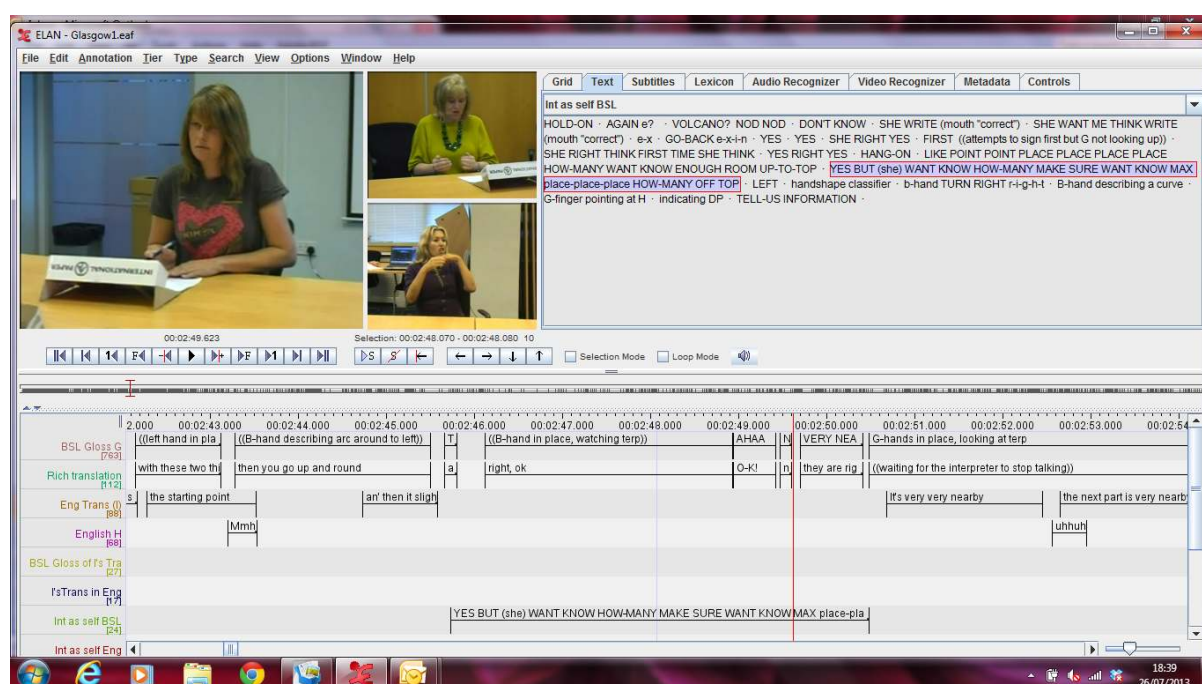 ELAN - Glasgow1.eaf
File Edit Annotation Tier Type Search View Options Window Help
Grid Text Subtitles Lexicon Audio Recognizer Video Recognizer Metadata Controls
Int as self BSL
HOLD-ON · AGAIN e? · VOLCANO? NOD NOD · DONT KNOW · SHE WRITE (mouth "correct") · SHE WANT ME THINK WRITE
(mouth "correct") · e-x · GO-BACK e-x-i-n · YES · YES · SHE RIGHT YES · FIRST ((attempts to sign first but G not looking up)) ·
SHE RIGHT THINK FIRST TIME SHE THINK · YES RIGHT YES · HANG-ON · LIKE POINT POINT PLACE PLACE PLACE PLACE
HOW-MANY WANT KNOW ENOUGH ROOM UP-TO-TOP · YES BUT (she) WANT KNOW HOW-MANY MAKE SURE WANT KNOW MAX
place-place-place HOW-MANY OFF TOP · LEFT · handshape classifier · b-hand TURN RIGHT r-i-g-h-t · B-hand describing a curve ·
G-finger pointing at H · indicating DP · TELL-US INFORMATION ·
INTERNATIONAL PAPER
00:02:49.623
Selection: 00:02:48.070 - 00:02:48.080 10
Selection Mode Loop Mode
2.000 00:02:43.000 00:02:44.000 00:02:45.000 00:02:46.000 00:02:47.000 00:02:48.000 00:02:49.000 00:02:50.000 00:02:51.000 00:02:52.000 00:02:53.000 00:02:54
BSL Gloss G [763] ((left hand in pla ((B-hand describing arc around to left)) T ((B-hand in place, watching terp)) AHAA N VERY NEA G-hands in place, looking at terp
Rich translation [112] with these two thi then you go up and round a right, ok O-K! n they are rig ((waiting for the interpreter to stop talking))
Eng Trans (I) [88] s the starting point an' then it sligh It's very very nearby the next part is very nearb
English H [68] Mmh uhhuh
BSL Gloss of I's Tra [27]
I'sTrans in Eng [17]
Int as self BSL [24] YES BUT (she) WANT KNOW HOW-MANY MAKE SURE WANT KNOW MAX place-pla
Int as self Eng
18:39
26/07/2013